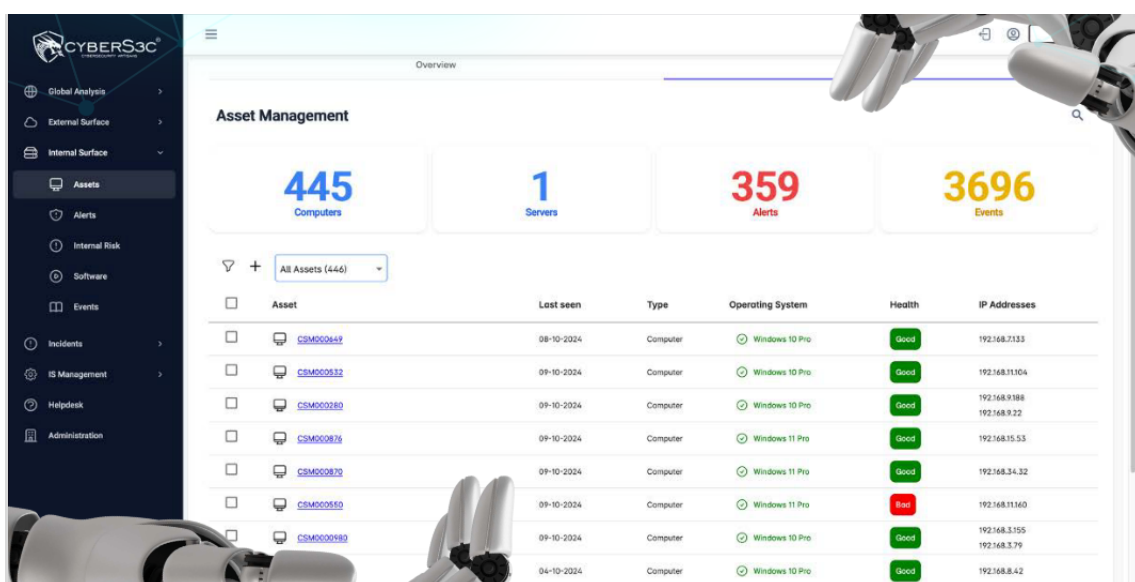 CYBERS3C®
CYBERSECURITY ARTISANS
Overview
Global Analysis
External Surface
Internal Surface
Assets
Alerts
Internal Risk
Software
Events
Incidents
IS Management
Helpdesk
Administration
Asset Management
445
Computers
1
Servers
359
Alerts
3696
Events
All Assets (446)
Asset Last seen Type Operating System Health IP Addresses
CSM000649 08-10-2024 Computer Windows 10 Pro Good 192.168.7.133
CSM000532 09-10-2024 Computer Windows 10 Pro Good 192.168.11.104
CSM000280 09-10-2024 Computer Windows 10 Pro Good 192.168.9.188
192.168.9.22
CSM000876 09-10-2024 Computer Windows 11 Pro Good 192.168.15.53
CSM000870 09-10-2024 Computer Windows 11 Pro Good 192.168.34.32
CSM000550 09-10-2024 Computer Windows 11 Pro Bad 192.168.11.160
CSM0000980 09-10-2024 Computer Windows 10 Pro Good 192.168.3.155
192.168.3.79
04-10-2024 Computer Windows 10 Pro Good 192.168.8.42